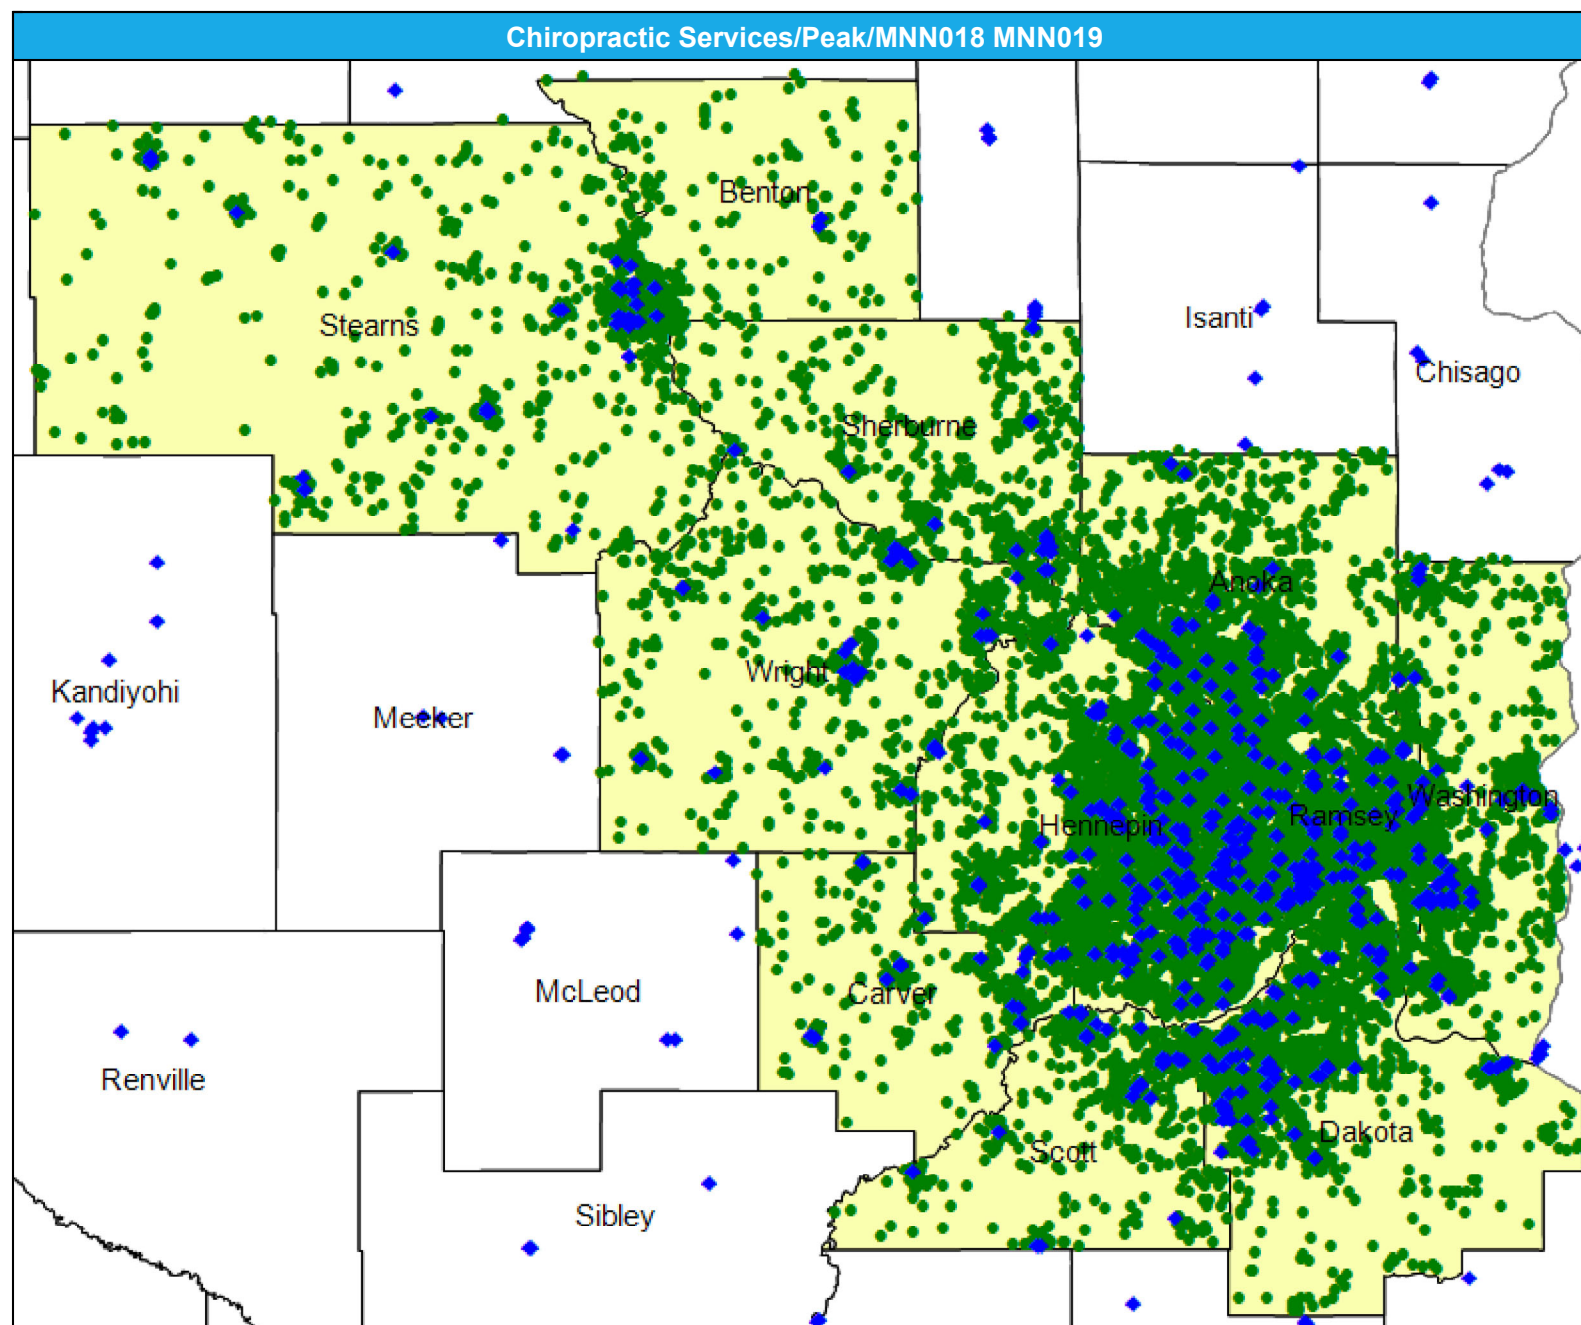 Chiropractic Services/Peak/MNN018 MNN019
Benton
Stearns
Isanti
Chisago
Sherburne
Anoka
Wright
Kandiyohi
Meeker
Washington
Ramsey
Hennepin
McLeod
Carver
Renville
Dakota
Scott
Sibley